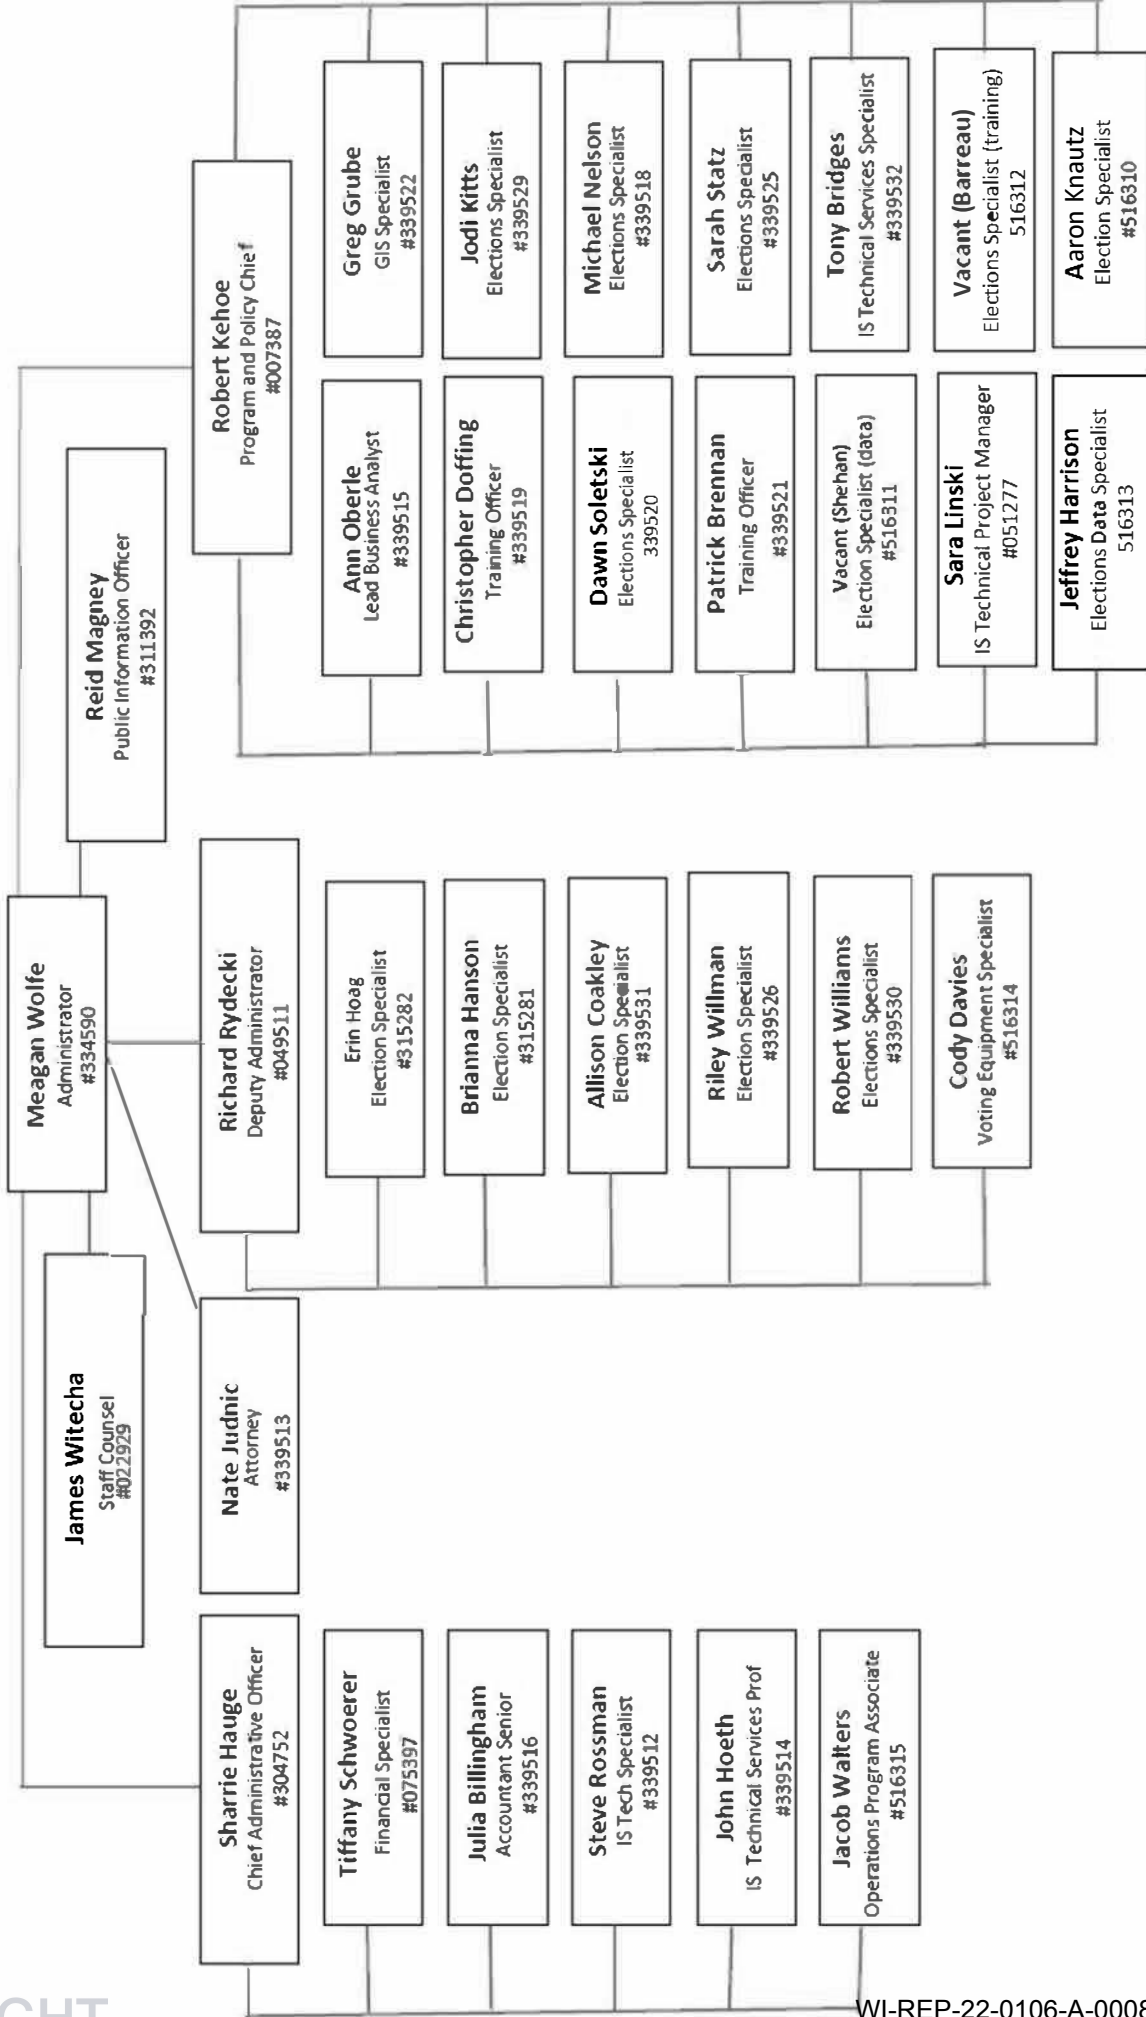 Meagan Wolfe
Administrator
#334590
James Witecha
Staff Counsel
#022929
Reid Magney
Public Information Officer
#311392
Sharrie Hauge
Chief Administrative Officer
#304752
Nate Judnic
Attorney
#339513
Richard Rydecki
Deputy Administrator
#049511
Robert Kehoe
Program and Policy Chief
#007387
Tiffany Schwoerer
Financial Specialist
#075397
Julia Billingham
Accountant Senior
#339516
Steve Rossman
IS Tech Specialist
#339512
John Hoeth
IS Technical Services Prof
#339514
Jacob Walters
Operations Program Associate
#516315
Erin Hoag
Election Specialist
#315282
Brianna Hanson
Election Specialist
#315281
Allison Coakley
Election Specialist
#339531
Riley Willman
Election Specialist
#339526
Robert Williams
Elections Specialist
#339530
Cody Davies
Voting Equipment Specialist
#516314
Ann Oberle
Lead Business Analyst
#339515
Christopher Doffing
Training Officer
#339519
Dawn Soletski
Elections Specialist
339520
Patrick Brennan
Training Officer
#339521
Vacant (Shehan)
Election Specialist (data)
#516311
Sara Linski
IS Technical Project Manager
#051277
Jeffrey Harrison
Elections Data Specialist
516313
Greg Grube
GIS Specialist
#339522
Jodi Kitts
Elections Specialist
#339529
Michael Nelson
Elections Specialist
#339518
Sarah Statz
Elections Specialist
#339525
Tony Bridges
IS Technical Services Specialist
#339532
Vacant (Barreau)
Elections Specialist (training)
516312
Aaron Knautz
Election Specialist
#516310
WI-REP-22-0106-A-0008